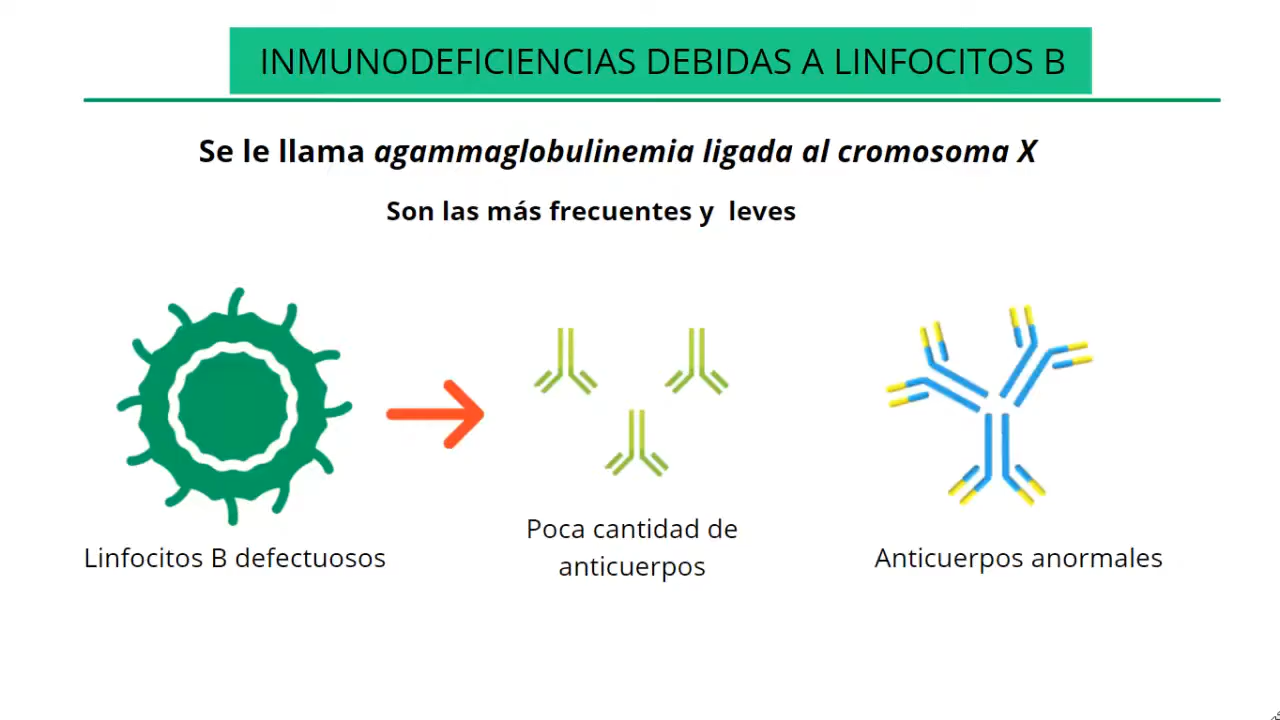 INMUNODEFICIENCIAS DEBIDAS A LINFOCITOS B
Se le llama agammaglobulinemia ligada al cromosoma X
Son las más frecuentes y leves
Linfocitos B defectuosos
Poca cantidad de
anticuerpos
Anticuerpos anormales